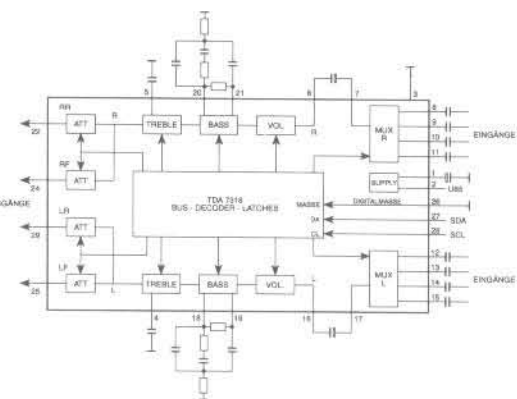 20 21
5 6 7 3
RR R 8
22 ATT TREBLE BASS VOL R MUX R 9 EINGÄNGE
10
11
RF
24 ATT
1
SUPPLY 2
TDA 7318 MASSE DIGITALMASSE 26
BUS - DECODER - LATCHES
DA 27 SDA
CL 28 SCL
LR
ATT
12
LF L 13 EINGÄNGE
25 ATT TREBLE BASS VOL. L MUX L 14
15
4 18 19 16 17